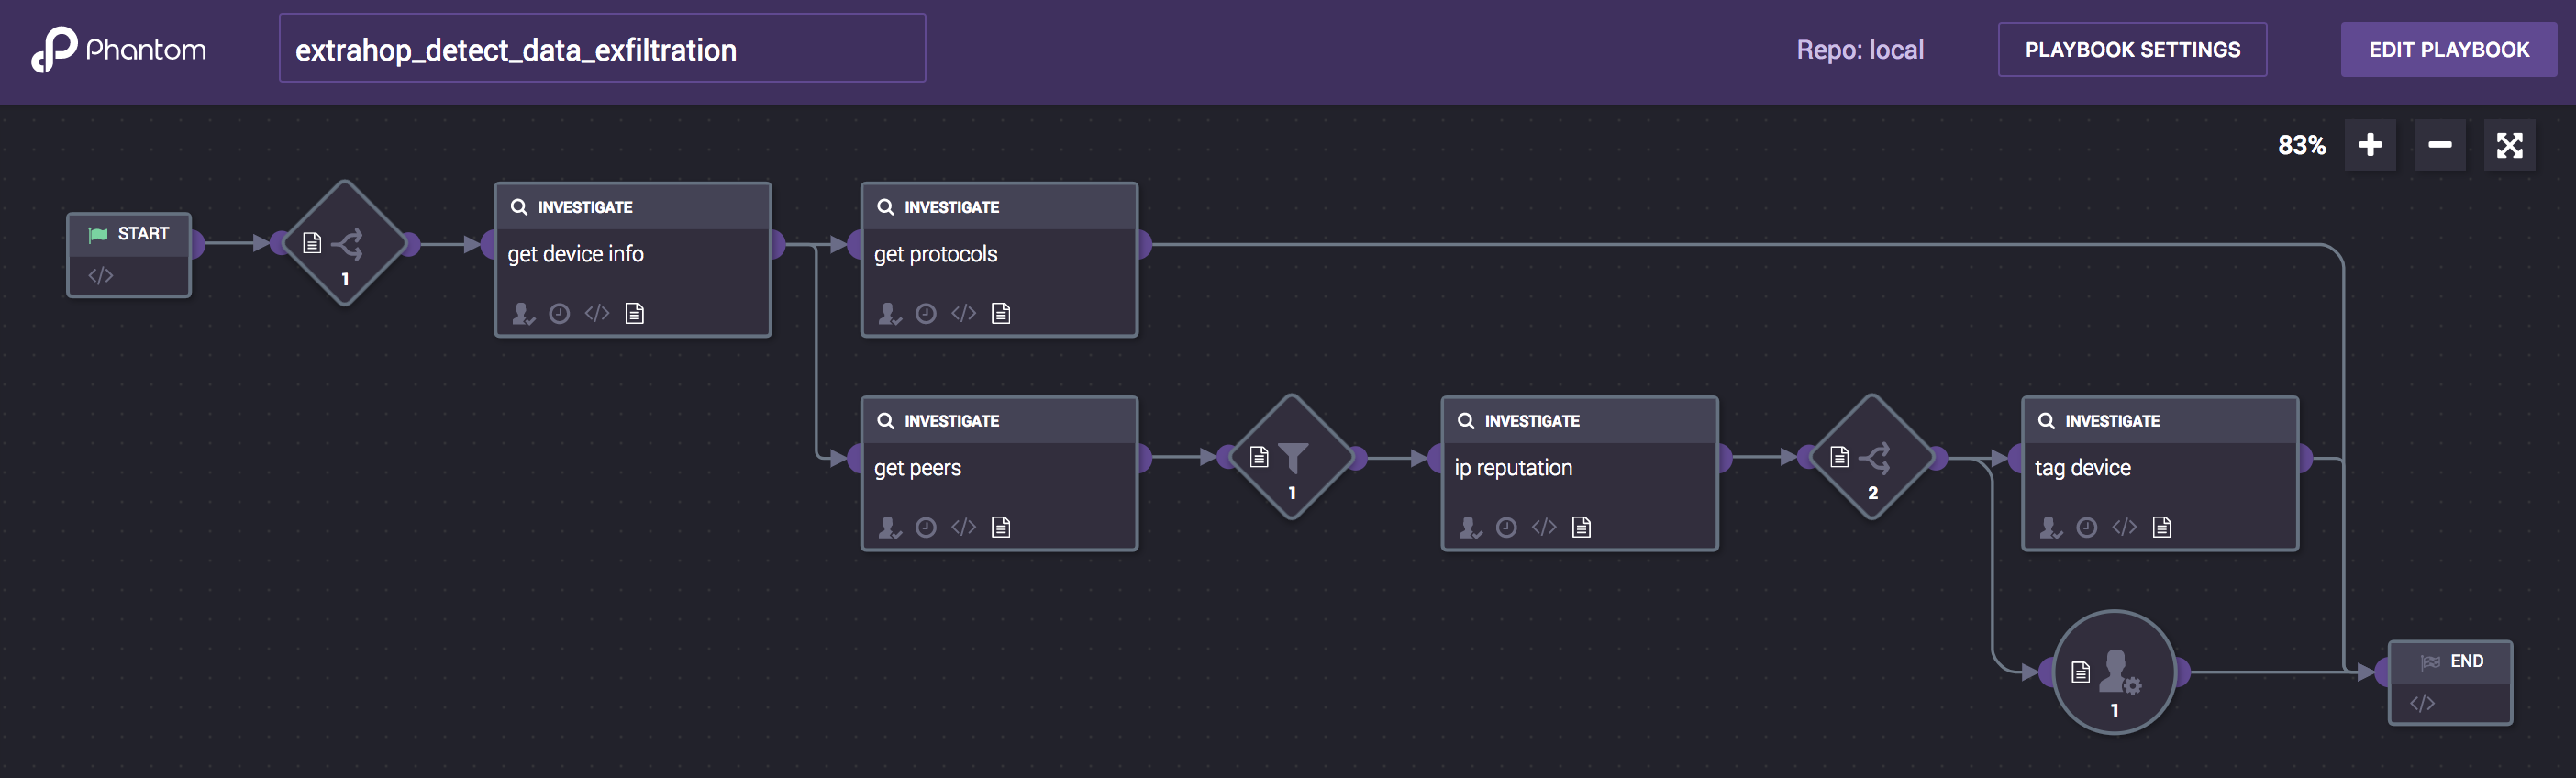 Phantom
extrahop_detect_data_exfiltration
Repo: local
PLAYBOOK SETTINGS
EDIT PLAYBOOK
83%
START
</>
1
INVESTIGATE
get device info
</>
INVESTIGATE
get protocols
</>
INVESTIGATE
get peers
</>
1
INVESTIGATE
ip reputation
</>
2
INVESTIGATE
tag device
</>
1
END
</>